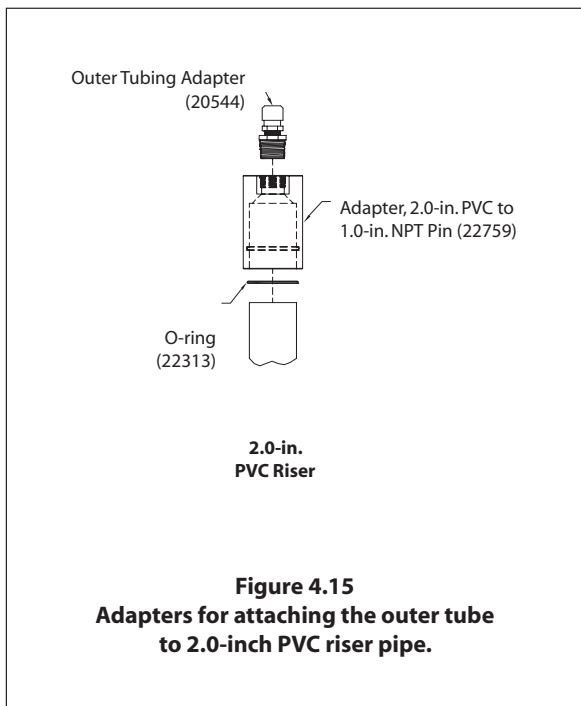 Outer Tubing Adapter
(20544)
Adapter, 2.0-in. PVC to
1.0-in. NPT Pin (22759)
O-ring
(22313)
2.0-in.
PVC Riser
Figure 4.15
Adapters for attaching the outer tube
to 2.0-inch PVC riser pipe.